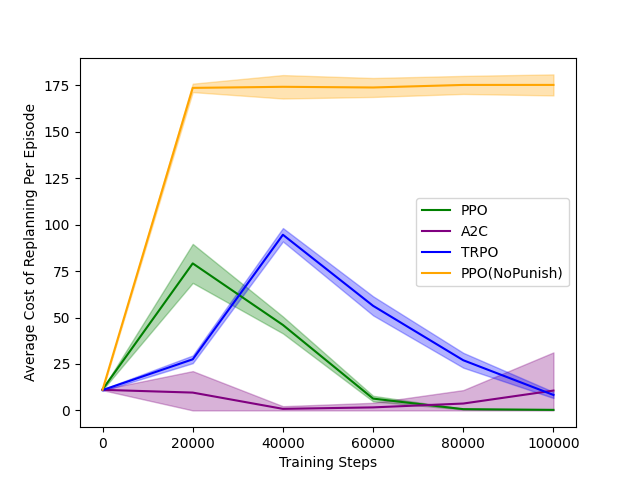 Average Cost of Replanning Per Episode
175
150
125
100
75
50
25
0
PPO
A2C
TRPO
PPO(NoPunish)
0 20000 40000 60000 80000 100000
Training Steps